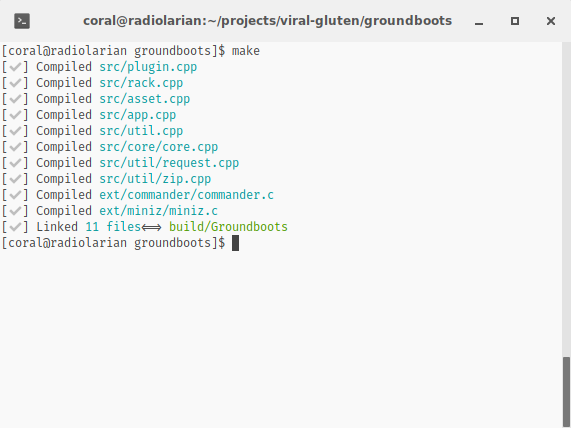 coral@radiolarian:~/projects/viral-gluten/groundboots
[coral@radiolarian groundboots]$ make
[✔] Compiled src/plugin.cpp
[✔] Compiled src/rack.cpp
[✔] Compiled src/asset.cpp
[✔] Compiled src/app.cpp
[✔] Compiled src/util.cpp
[✔] Compiled src/core/core.cpp
[✔] Compiled src/util/request.cpp
[✔] Compiled src/util/zip.cpp
[✔] Compiled ext/commander/commander.c
[✔] Compiled ext/miniz/miniz.c
[✔] Linked 11 files⟺ build/Groundboots
[coral@radiolarian groundboots]$